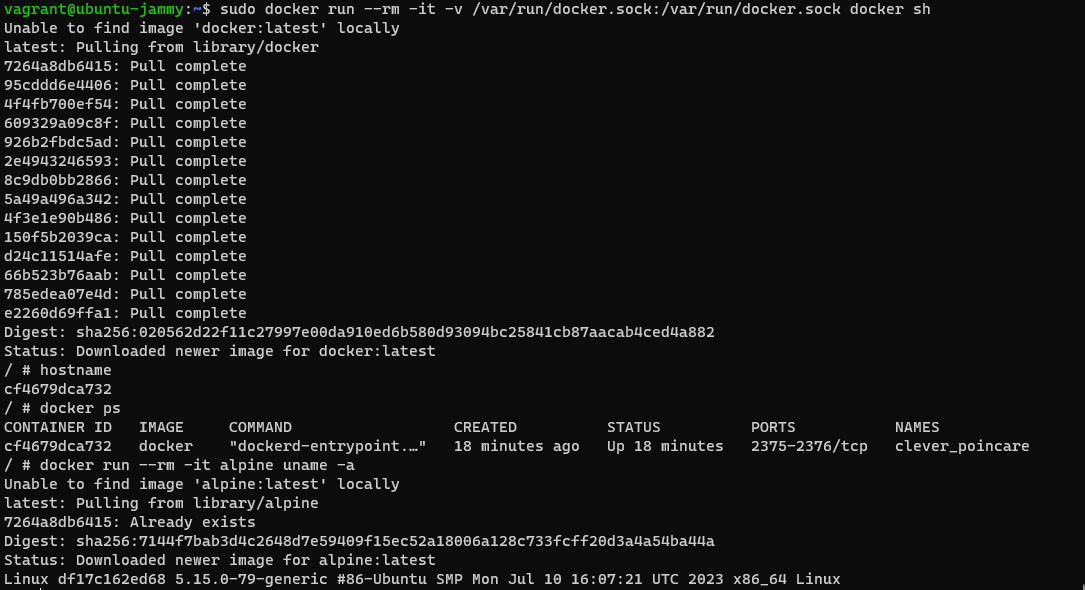 vagrant@ubuntu-jammy:~$ sudo docker run --rm -it -v /var/run/docker.sock:/var/run/docker.sock docker sh
Unable to find image 'docker:latest' locally
latest: Pulling from library/docker
7264a8db6415: Pull complete
95cddd6e4406: Pull complete
4f4fb700ef54: Pull complete
609329a09c8f: Pull complete
926b2fbdc5ad: Pull complete
2e4943246593: Pull complete
8c9db0bb2866: Pull complete
5a49a496a342: Pull complete
4f3e1e90b486: Pull complete
150f5b2039ca: Pull complete
d24c11514afe: Pull complete
66b523b76aab: Pull complete
785edea07e4d: Pull complete
e2260d69ffa1: Pull complete
Digest: sha256:020562d22f11c27997e00da910ed6b580d93094bc25841cb87aacab4ced4a882
Status: Downloaded newer image for docker:latest
/ # hostname
cf4679dca732
/ # docker ps
CONTAINER ID   IMAGE     COMMAND                  CREATED          STATUS          PORTS           NAMES
cf4679dca732   docker    "dockerd-entrypoint.…"   18 minutes ago   Up 18 minutes   2375-2376/tcp   clever_poincare
/ # docker run --rm -it alpine uname -a
Unable to find image 'alpine:latest' locally
latest: Pulling from library/alpine
7264a8db6415: Already exists
Digest: sha256:7144f7bab3d4c2648d7e59409f15ec52a18006a128c733fcff20d3a4a54ba44a
Status: Downloaded newer image for alpine:latest
Linux df17c162ed68 5.15.0-79-generic #86-Ubuntu SMP Mon Jul 10 16:07:21 UTC 2023 x86_64 Linux